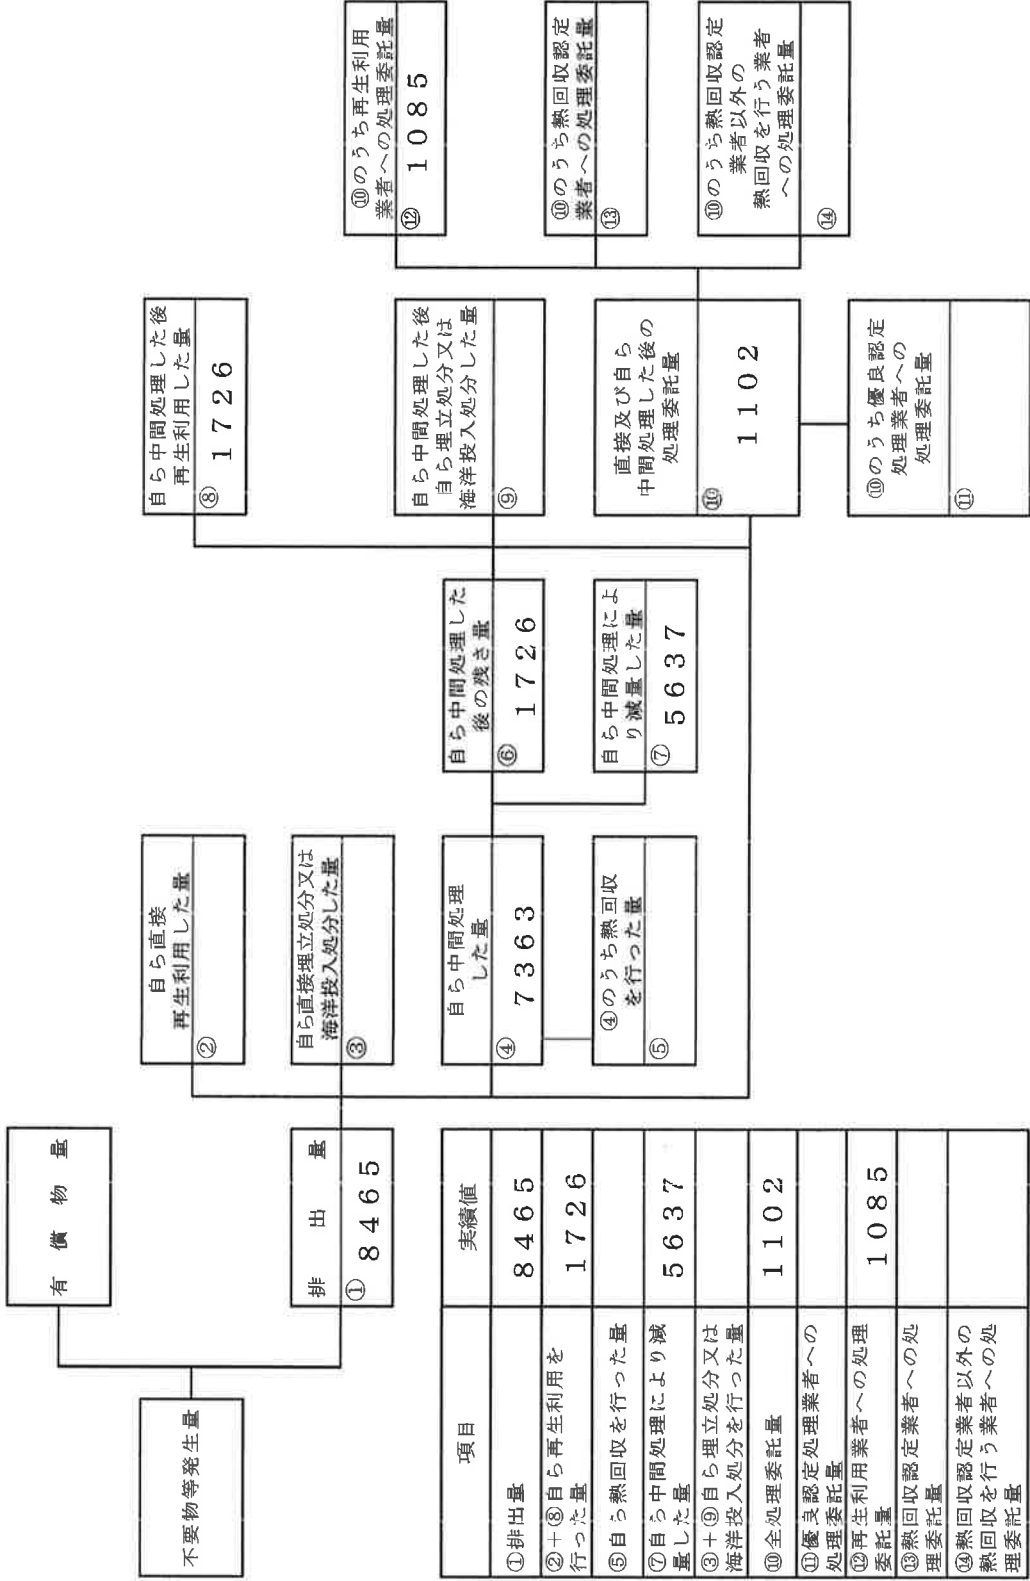 不要物等発生量
有償物量
排出量
① 8465
自ら直接
再生利用した量
②
自ら直接埋立処分又は
海洋投入処分した量
③
自ら中間処理
した量
④ 7363
④のうち熱回収
を行った量
⑤
自ら中間処理した
後の残さ量
⑥ 1726
自ら中間処理によ
り減量した量
⑦ 5637
自ら中間処理した後
再生利用した量
⑧ 1726
自ら中間処理した後
自ら埋立処分又は
海洋投入処分した量
⑨
直接及び自ら
中間処理した後の
処理委託量
⑩ 1102
⑩のうち優良認定
処理業者への
処理委託量
⑪
⑩のうち再生利用
業者への処理委託量
⑫ 1085
⑩のうち熱回収認定
業者への処理委託量
⑬
⑩のうち熱回収認定
業者以外の
熱回収を行う業者
への処理委託量
⑭
項目 実績値
①排出量 8465
②+⑧自ら再生利用を
行った量 1726
⑤自ら熱回収を行った量
⑦自ら中間処理により減
量した量 5637
③+⑨自ら埋立処分又は
海洋投入処分を行った量
⑩全処理委託量 1102
⑪優良認定処理業者への
処理委託量
⑫再生利用業者への処理
委託量 1085
⑬熱回収認定業者への処
理委託量
⑭熱回収認定業者以外の
熱回収を行う業者への処
理委託量